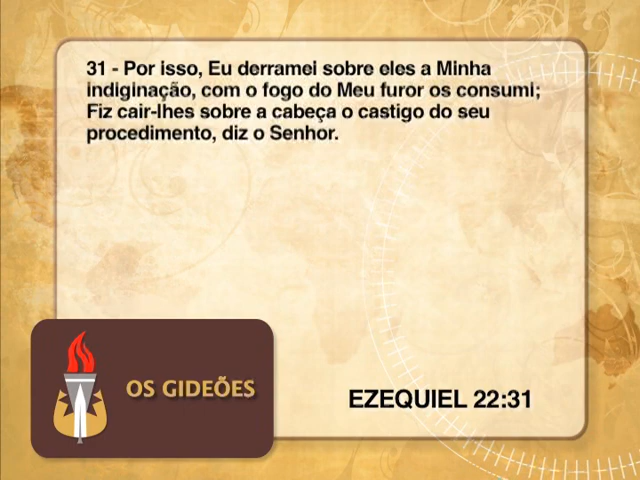 31 - Por isso, Eu derramei sobre eles a Minha
indiginação, com o fogo do Meu furor os consumi;
Fiz cair-lhes sobre a cabeça o castigo do seu
procedimento, diz o Senhor.
OS GIDEÕES
EZEQUIEL 22:31